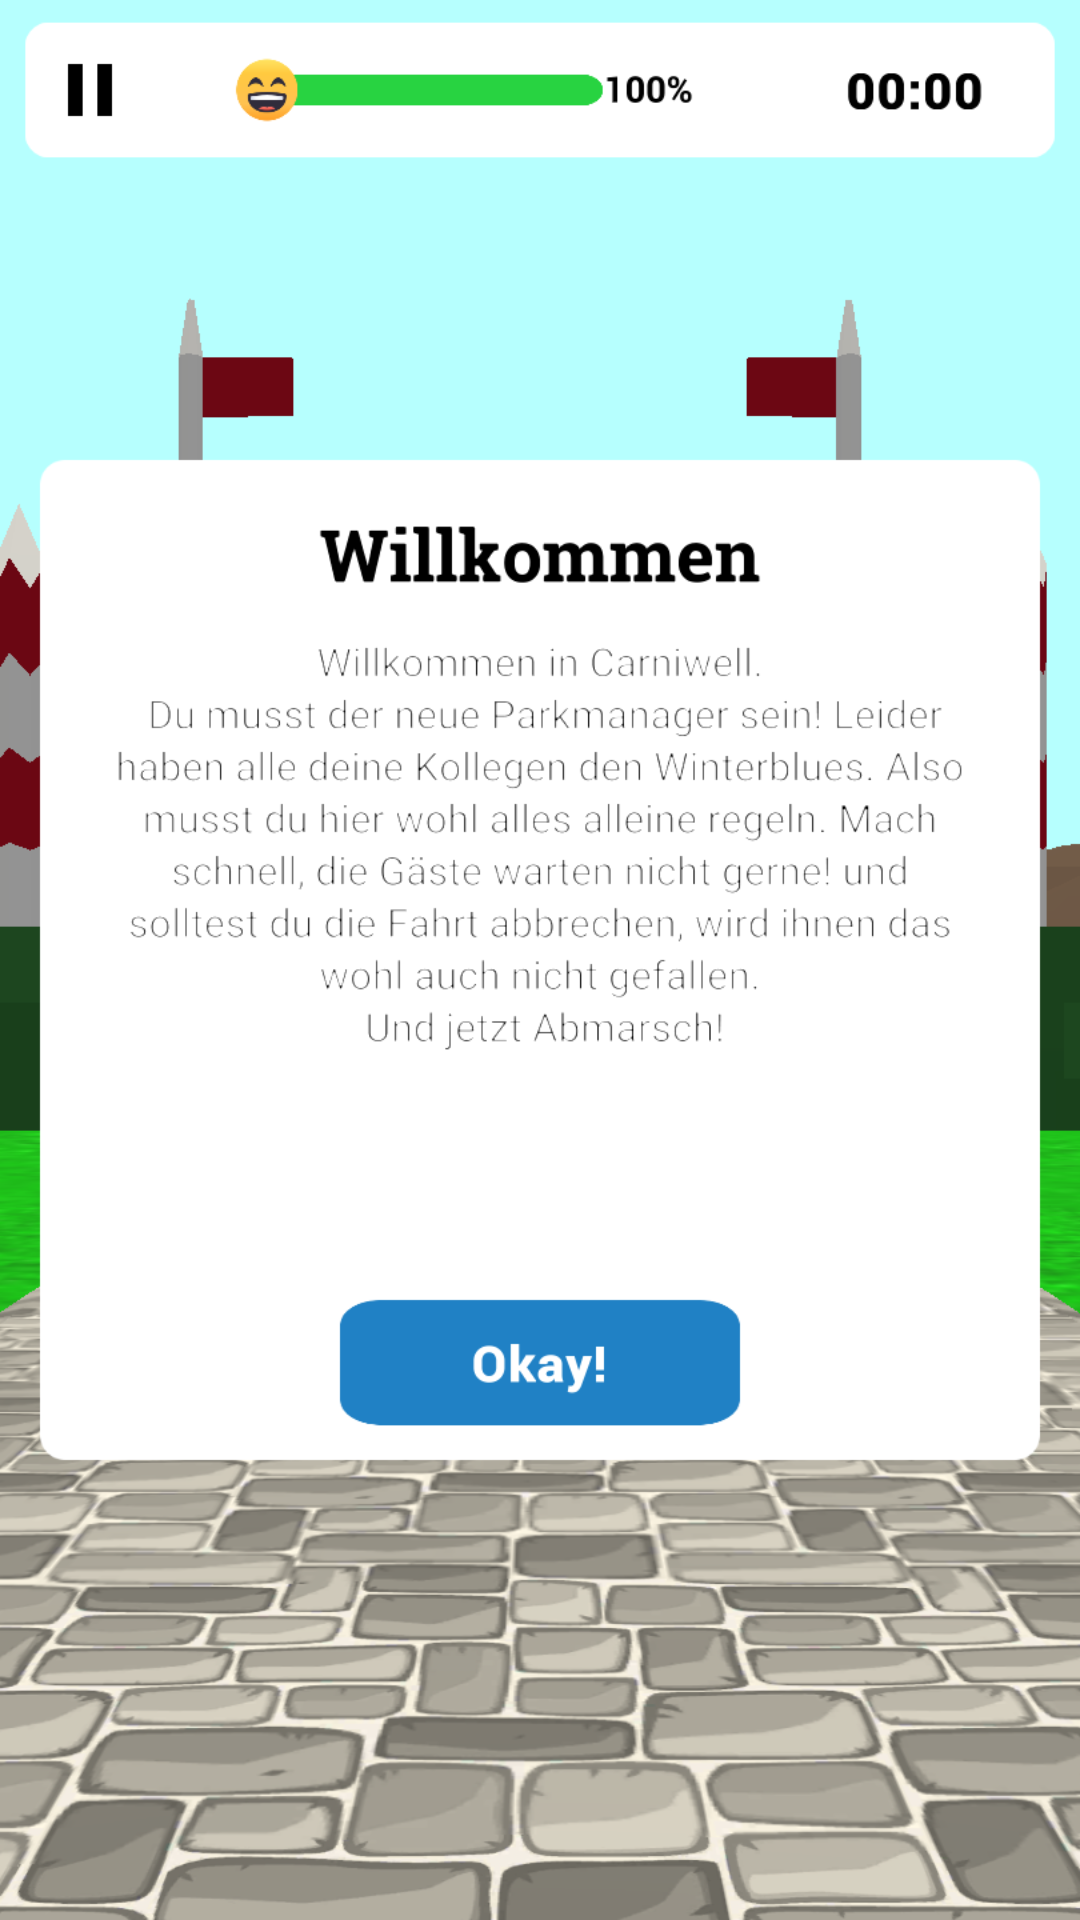 100%
00:00
Willkommen
Willkommen in Carniwell.
Du musst der neue Parkmanager sein! Leider
haben alle deine Kollegen den Winterblues. Also
musst du hier wohl alles alleine regeln. Mach
schnell, die Gäste warten nicht gerne! und
solltest du die Fahrt abbrechen, wird ihnen das
wohl auch nicht gefallen.
Und jetzt Abmarsch!
Okay!